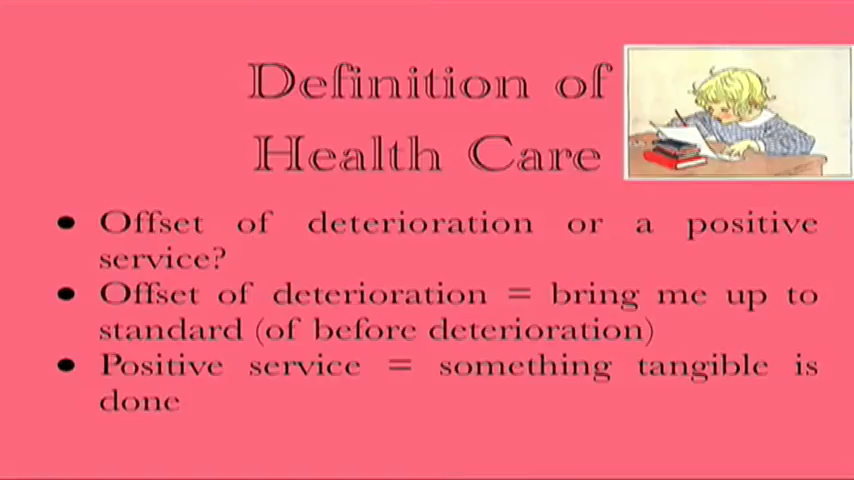 Definition of
Health Care
• Offset of deterioration or a positive
service?
• Offset of deterioration = bring me up to
standard (of before deterioration)
• Positive service = something tangible is
done